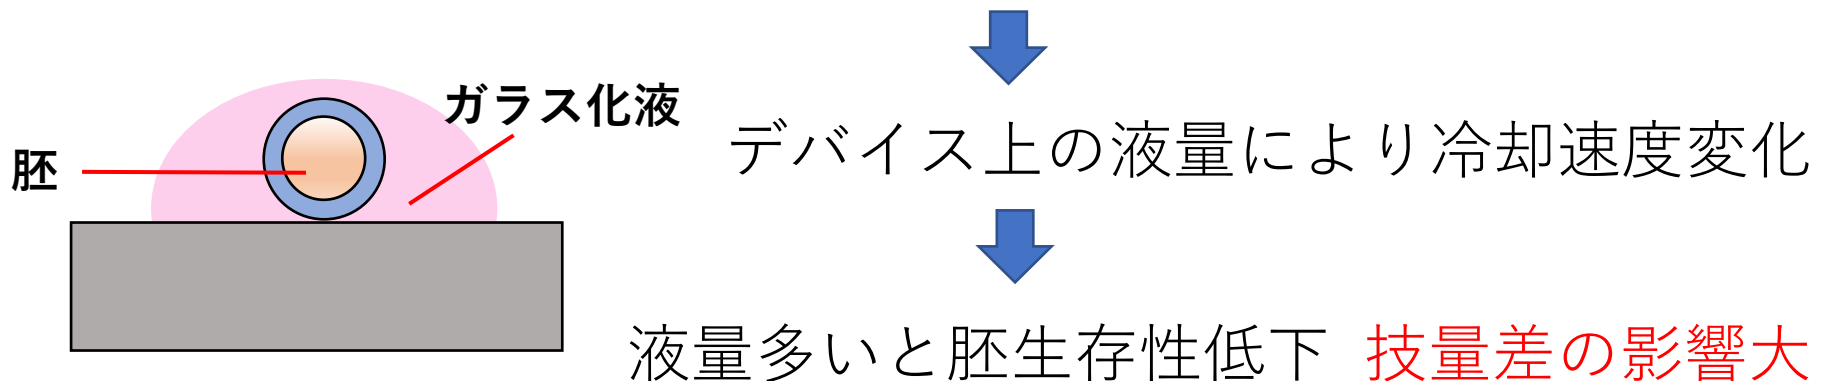 ガラス化液
胚
デバイス上の液量により冷却速度変化
液量多いと胚生存性低下 技量差の影響大